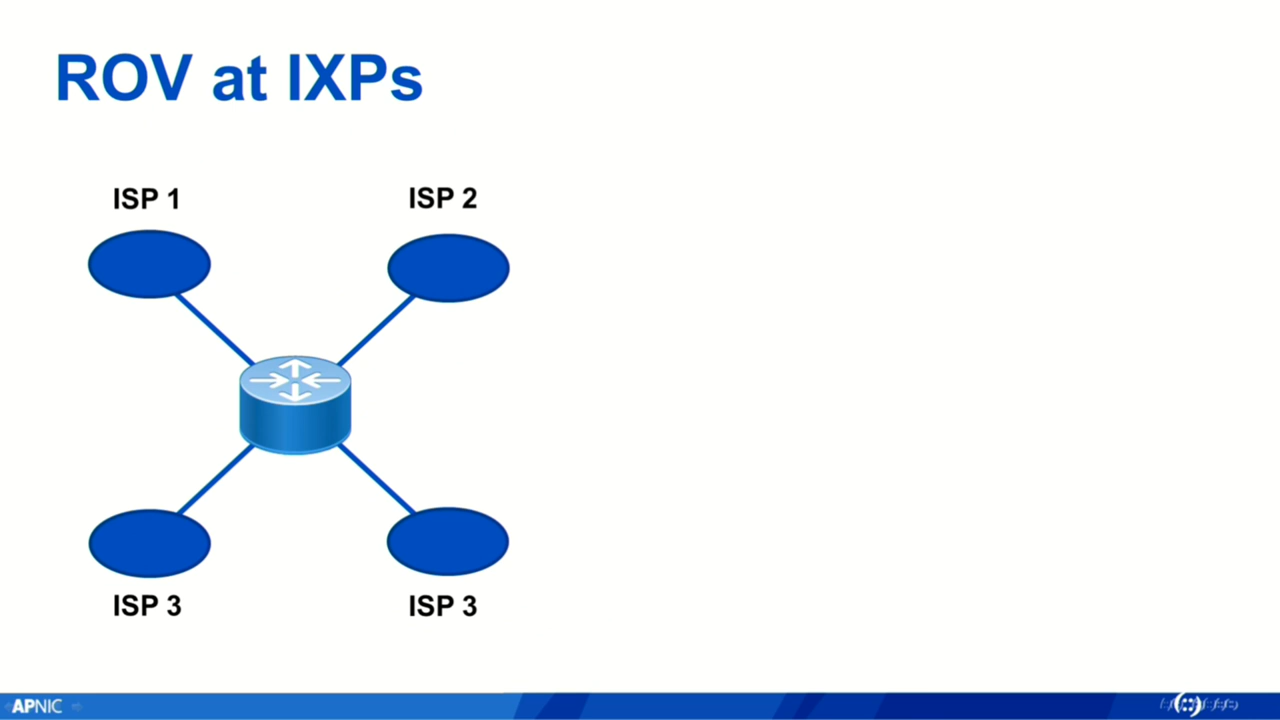 ROV at IXPs
ISP 1
ISP 2
ISP 3
ISP 3
APNIC